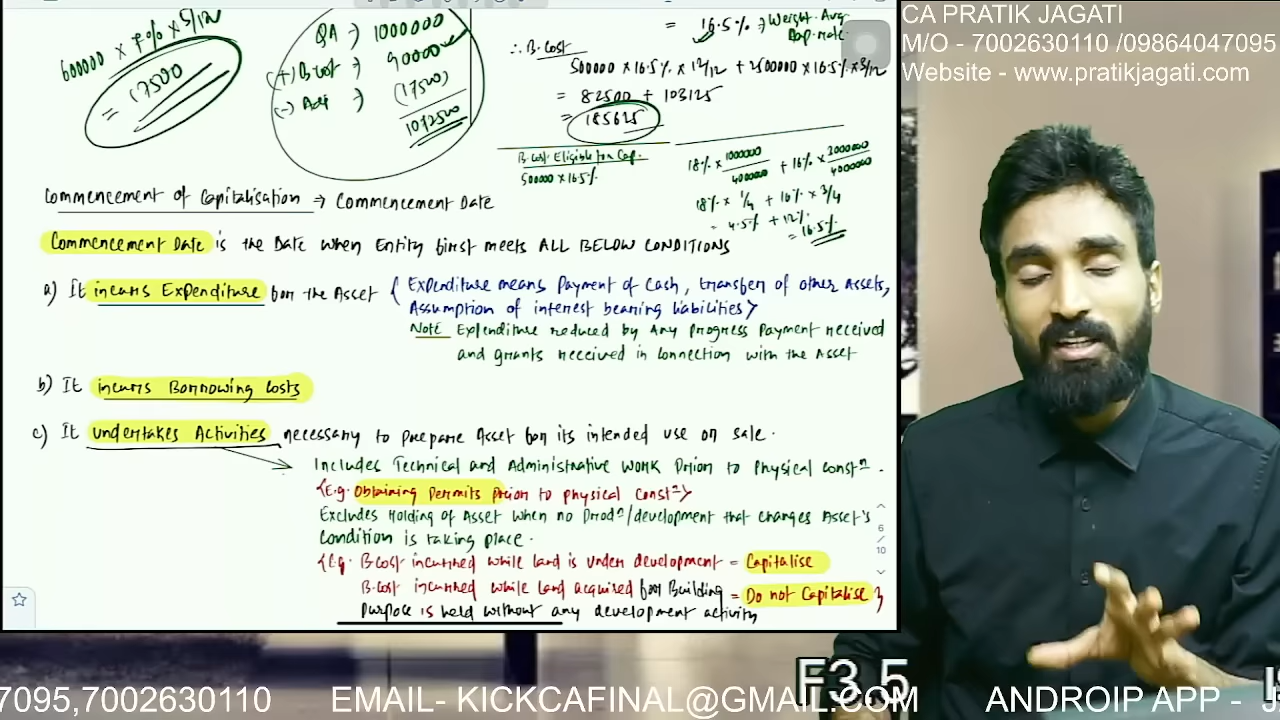 600000 x 7% x 5/12
= 17500
QA → 1000000
(+) B.Cost → 90000
(-) Adj → (17500)
1072500
= 16.5% → Weight. Avg
Cap. rate
∴ B.Cost
500000 x 16.5% x 12/12 + 2500000 x 16.5% x 3/12
= 82500 + 103125
= 185625
B.Cost Eligible for Cap.
500000 x 16.5%
18% x 1000000/4000000 + 16% x 3000000/4000000
18% x 1/4 + 16% x 3/4
= 4.5% + 12%
= 16.5%
Commencement of Capitalisation → Commencement Date
Commencement Date is the Date when Entity first meets ALL BELOW CONDITIONS
a) It incurs Expenditure for the Asset { Expenditure means Payment of Cash, transfer of other Assets,
Assumption of interest bearing liabilities }
Note Expenditure reduced by Any Progress Payment received
and grants received in connection with the Asset
b) It incurs Borrowing Costs
c) It undertakes Activities necessary to prepare Asset for its intended use or sale.
Includes Technical and Administrative work Prior to Physical constⁿ.
{E.g. Obtaining Permits prior to physical constⁿ}
Excludes Holding of Asset when no Prodⁿ/development that changes Asset's
condition is taking place.
{Eg. B.Cost incurred while land is under development = Capitalise
B.cost incurred while Land acquired for Building = Do not Capitalise }
Purpose is held without any development activity
6
/
10
CA PRATIK JAGATI
M/O - 7002630110 /09864047095
Website - www.pratikjagati.com
F3.5
7095,7002630110 EMAIL- KICKCAFINAL@GMAIL.COM ANDROIP APP - J